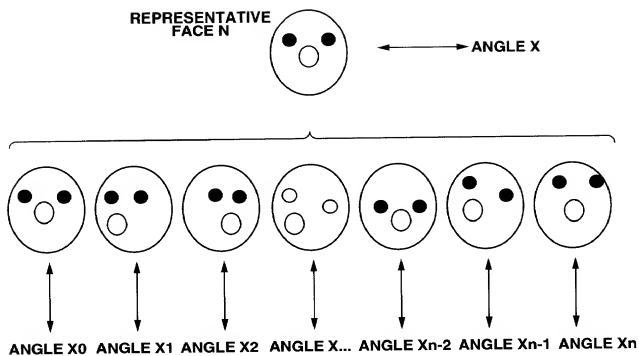 REPRESENTATIVE
FACE N
ANGLE X
ANGLE X0 ANGLE X1 ANGLE X2 ANGLE X... ANGLE Xn-2 ANGLE Xn-1 ANGLE Xn